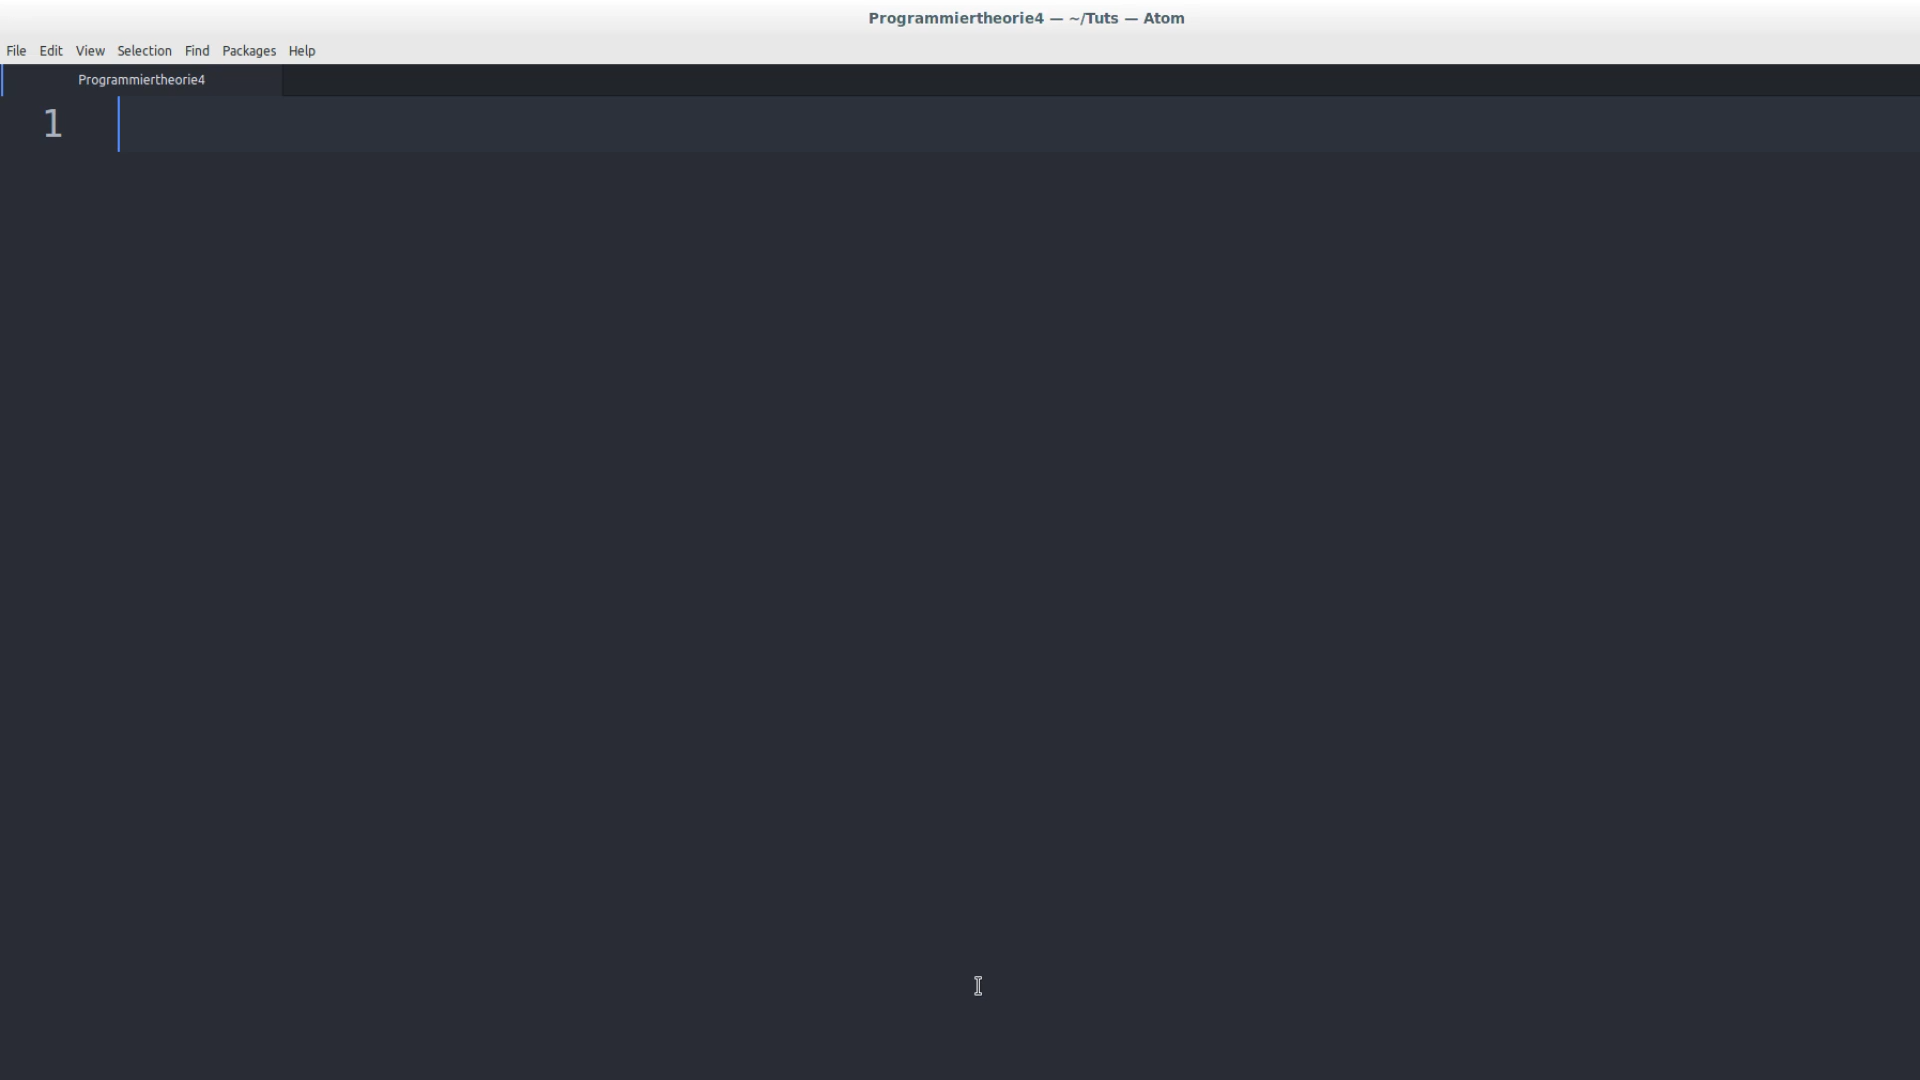 Programmiertheorie4 — ~/Tuts — Atom
File Edit View Selection Find Packages Help
Programmiertheorie4
1